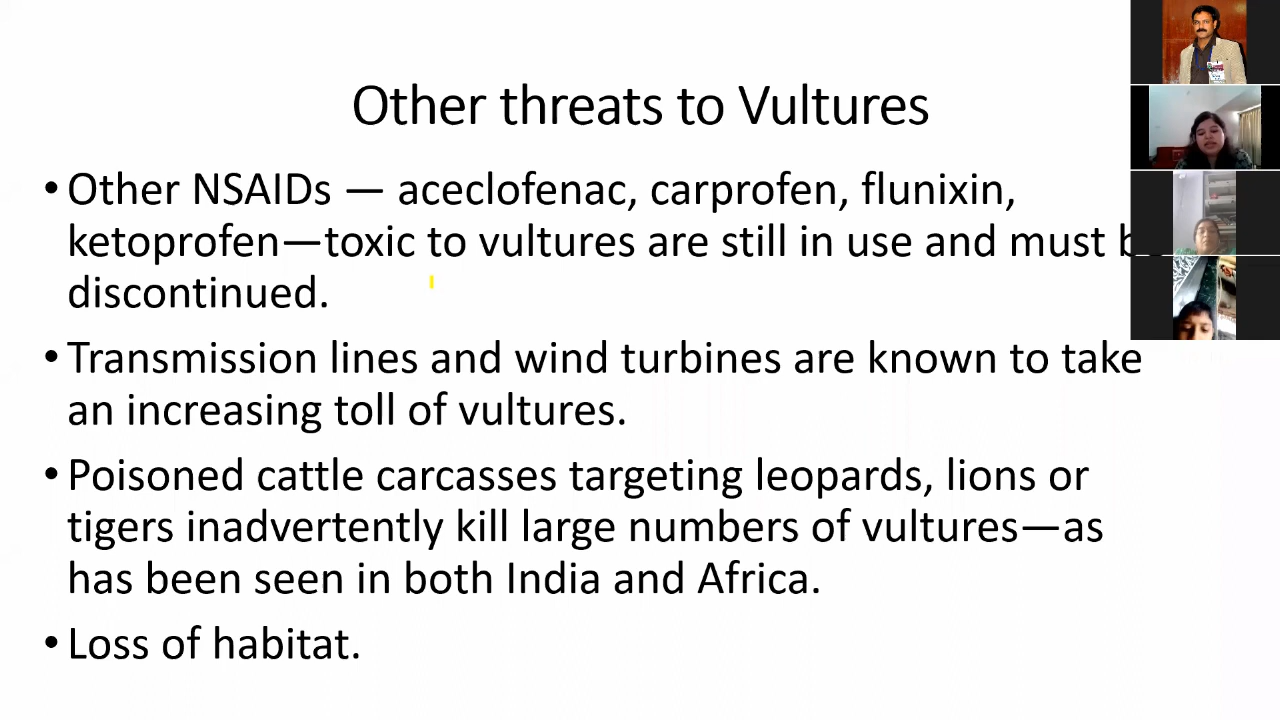 Other threats to Vultures
• Other NSAIDs — aceclofenac, carprofen, flunixin,
ketoprofen—toxic to vultures are still in use and must
discontinued.
• Transmission lines and wind turbines are known to take
an increasing toll of vultures.
• Poisoned cattle carcasses targeting leopards, lions or
tigers inadvertently kill large numbers of vultures—as
has been seen in both India and Africa.
• Loss of habitat.